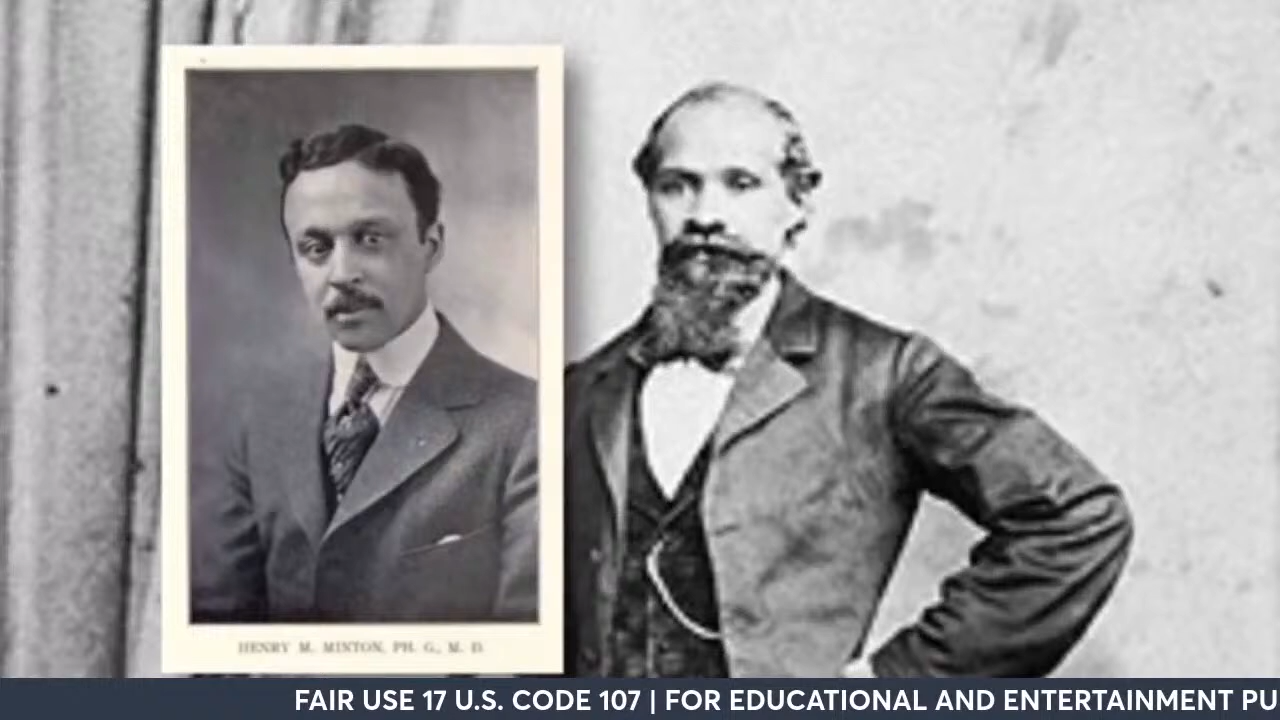 HENRY M. MINTON, PH. G., M. D.
FAIR USE 17 U.S. CODE 107 | FOR EDUCATIONAL AND ENTERTAINMENT PU